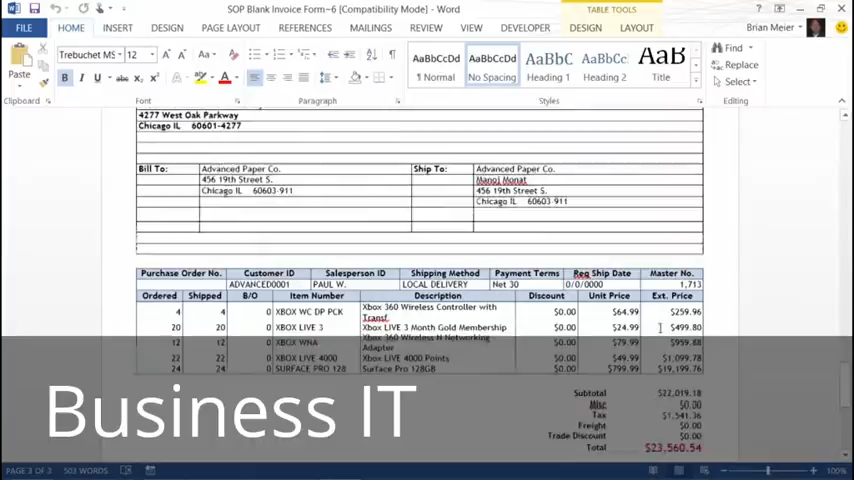 SOP Blank Invoice Form~6 [Compatibility Mode] - Word
TABLE TOOLS
FILE HOME INSERT DESIGN PAGE LAYOUT REFERENCES MAILINGS REVIEW VIEW DEVELOPER DESIGN LAYOUT
Brian Meier
Paste
Clipboard
Trebuchet MS 12
Font
Paragraph
AaBbCcDd AaBbCcDd AaBbC AaBbCc AaBb
¶ Normal No Spacing Heading 1 Heading 2 Title
Styles
Find
Replace
Select
Editing
4277 West Oak Parkway
Chicago IL 60601-4277
Bill To: Advanced Paper Co. Ship To: Advanced Paper Co.
456 19th Street S. Manoj Monat
Chicago IL 60603-911 456 19th Street S.
Chicago IL 60603-911
Purchase Order No. Customer ID Salesperson ID Shipping Method Payment Terms Req Ship Date Master No.
ADVANCED0001 PAUL W. LOCAL DELIVERY Net 30 0/0/0000 1,713
Ordered Shipped B/O Item Number Description Discount Unit Price Ext. Price
4 4 0 XBOX WC DP PCK Xbox 360 Wireless Controller with Transf. $0.00 $64.99 $259.96
20 20 0 XBOX LIVE 3 Xbox LIVE 3 Month Gold Membership $0.00 $24.99 $499.80
12 12 0 XBOX WNA Xbox 360 Wireless N Networking Adapter $0.00 $79.99 $959.88
22 22 0 XBOX LIVE 4000 Xbox LIVE 4000 Points $0.00 $49.99 $1,099.78
24 24 0 SURFACE PRO 128 Surface Pro 128GB $0.00 $799.99 $19,199.76
Subtotal $22,019.18
Misc $0.00
Tax $1,541.36
Freight $0.00
Trade Discount $0.00
Total $23,560.54
Business IT
PAGE 3 OF 3 503 WORDS
100%